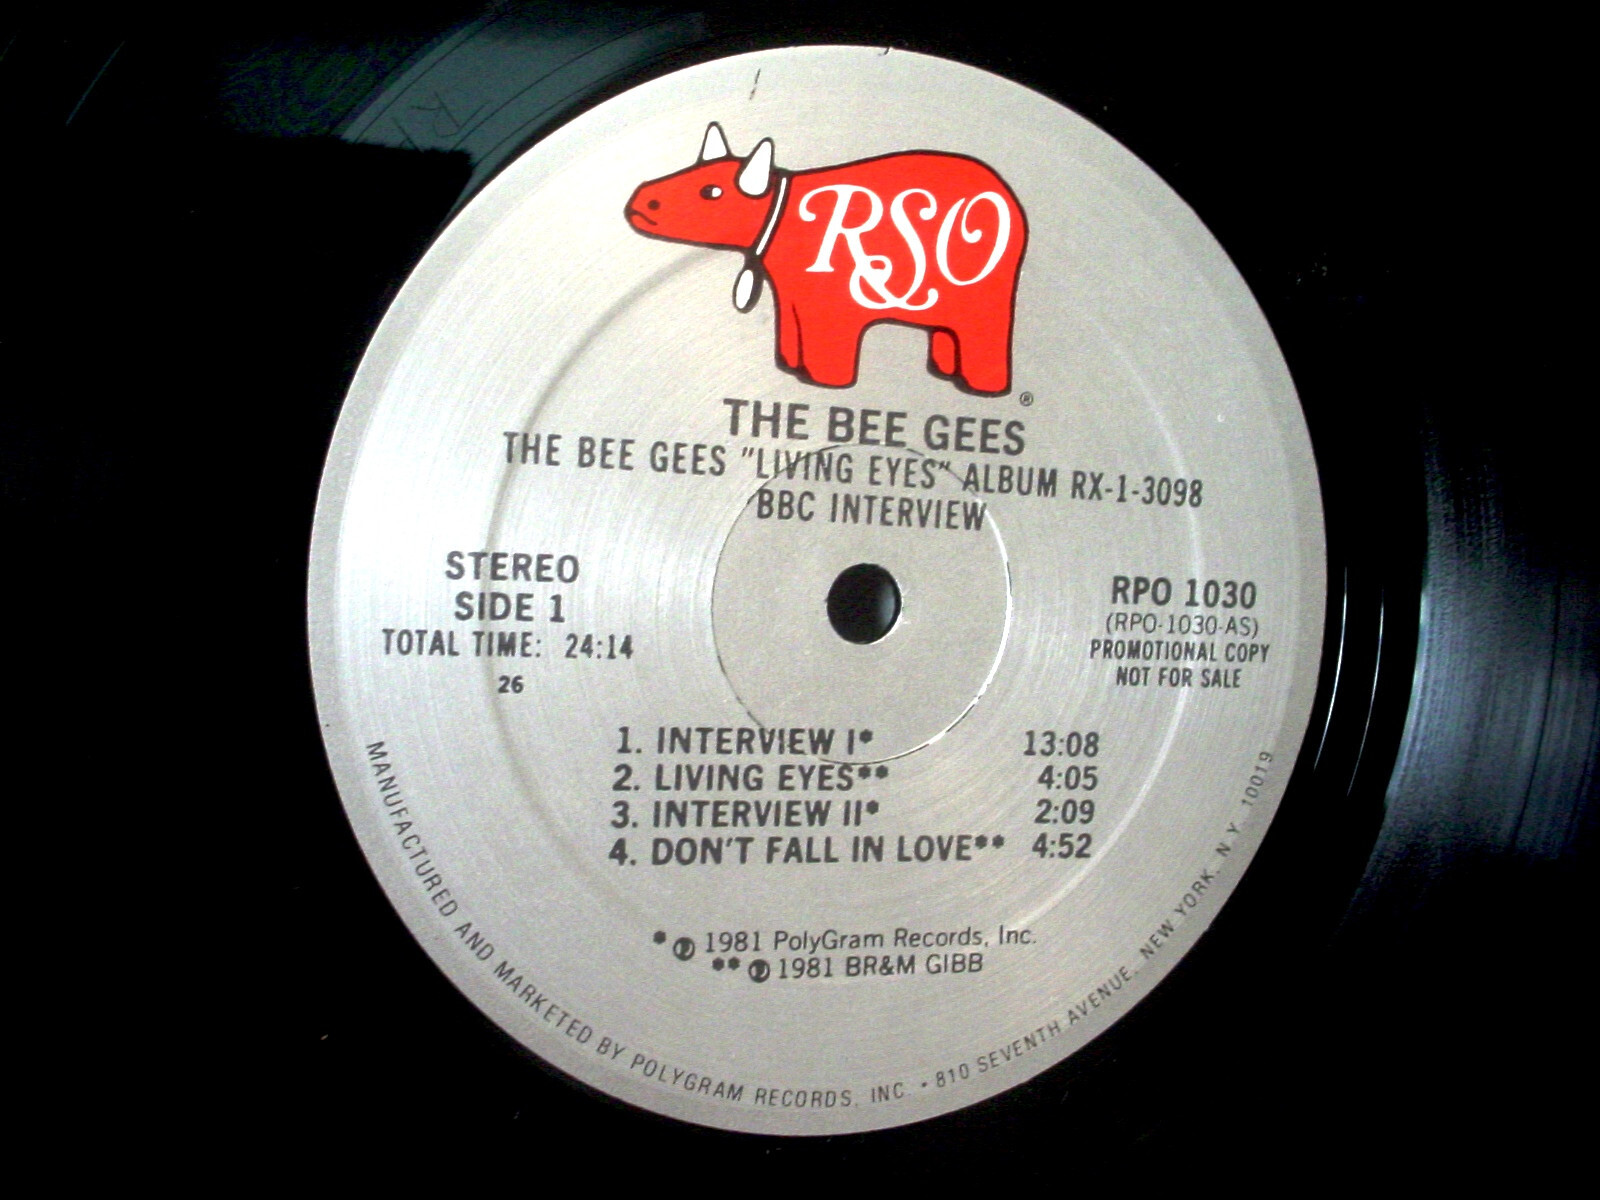 RSO
®
THE BEE GEES
THE BEE GEES "LIVING EYES" ALBUM RX-1-3098
BBC INTERVIEW
STEREO
SIDE 1
TOTAL TIME: 24:14
26
RPO 1030
(RPO-1030-AS)
PROMOTIONAL COPY
NOT FOR SALE
1. INTERVIEW I* 13:08
2. LIVING EYES** 4:05
3. INTERVIEW II* 2:09
4. DON'T FALL IN LOVE** 4:52
* ℗ 1981 PolyGram Records, Inc.
** ℗ 1981 BR&M GIBB
MANUFACTURED AND MARKETED BY POLYGRAM RECORDS, INC. • 810 SEVENTH AVENUE, NEW YORK, N.Y. 10019